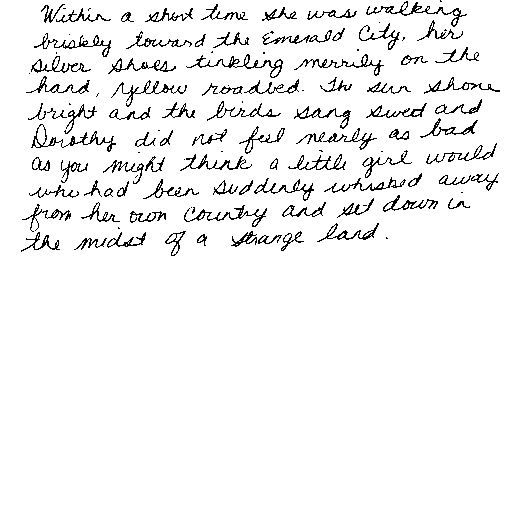 Within a short time she was walking
briskly toward the Emerald City, her
Silver Shoes tinkling merrily on the
hard, yellow roadbed. The sun shone
bright and the birds sang sweet and
Dorothy did not feel nearly as bad
as you might think a little girl would
who had been suddenly whisked away
from her own country and set down in
the midst of a strange land.